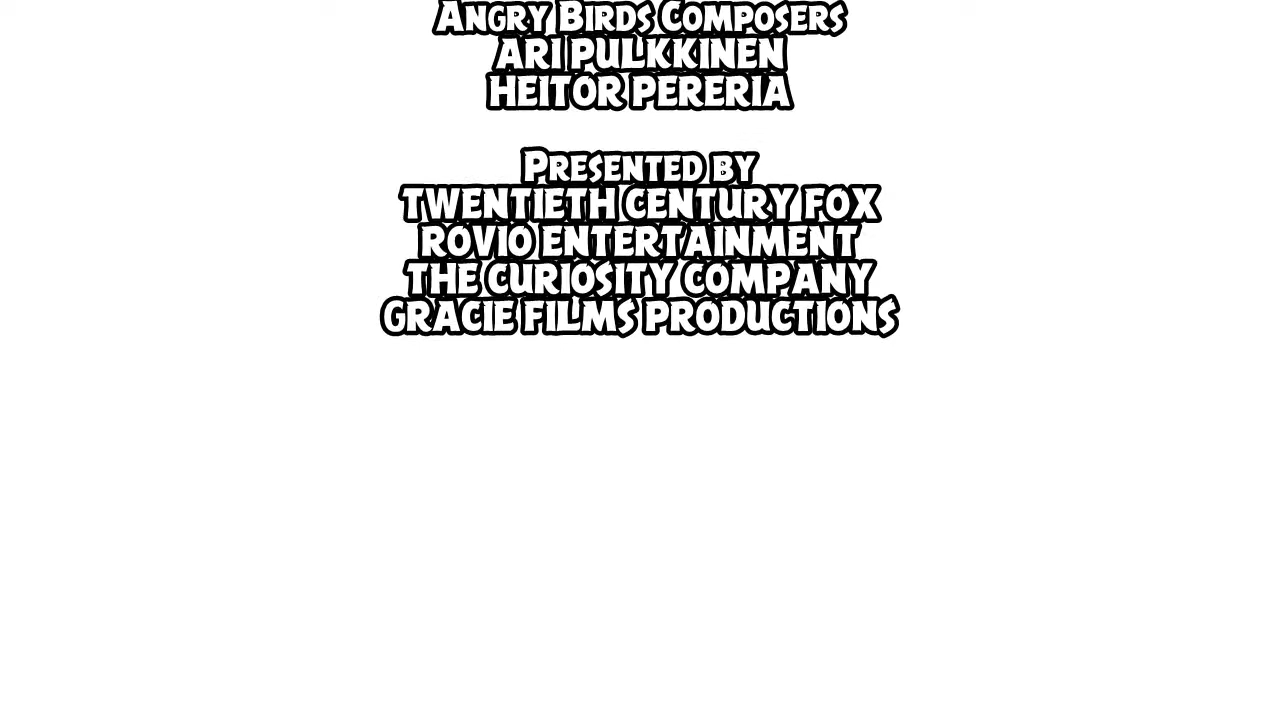 Angry Birds Composers
ARI PULKKINEN
HEITOR PERERIA
Presented by
TWENTIETH CENTURY FOX
ROVIO ENTERTAINMENT
THE CURIOSITY COMPANY
GRACIE FILMS PRODUCTIONS